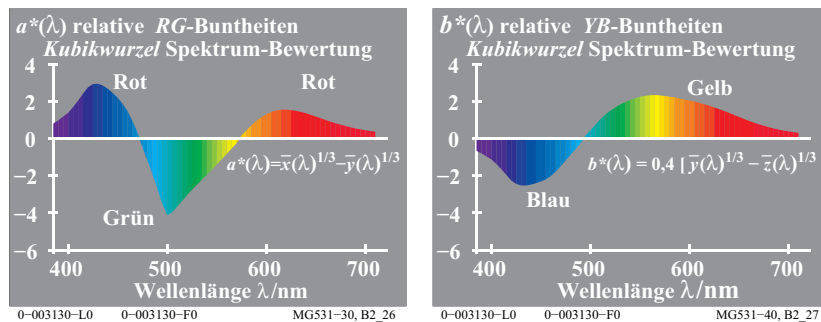 a*(λ) relative RG-Buntheiten
Kubikwurzel Spektrum-Bewertung
4
2
0
−2
−4
−6
Rot
Rot
Grün
a*(λ)=x̅(λ)^1/3−y̅(λ)^1/3
400 500 600 700
Wellenlänge λ/nm
0−003130−L0 0−003130−F0 MG531−30, B2_26
b*(λ) relative YB-Buntheiten
Kubikwurzel Spektrum-Bewertung
4
2
0
−2
−4
−6
Gelb
Blau
b*(λ) = 0,4 [ y̅(λ)^1/3 − z̅(λ)^1/3
400 500 600 700
Wellenlänge λ/nm
0−003130−L0 0−003130−F0 MG531−40, B2_27